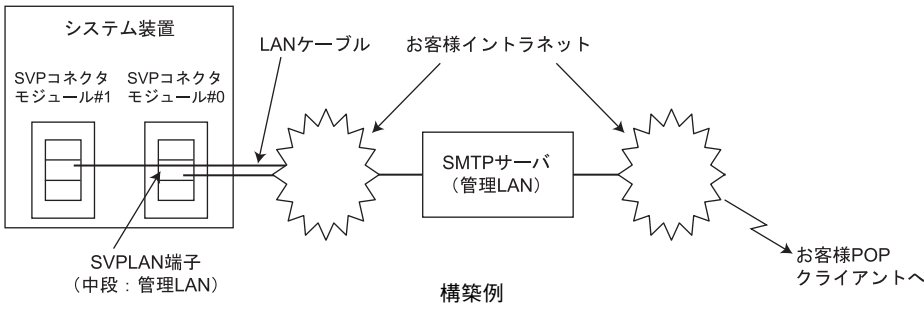 システム装置
SVPコネクタ
モジュール#1
SVPコネクタ
モジュール#0
LANケーブル
お客様イントラネット
SMTPサーバ
（管理LAN）
SVPLAN端子
（中段：管理LAN）
お客様POP
クライアントへ
構築例